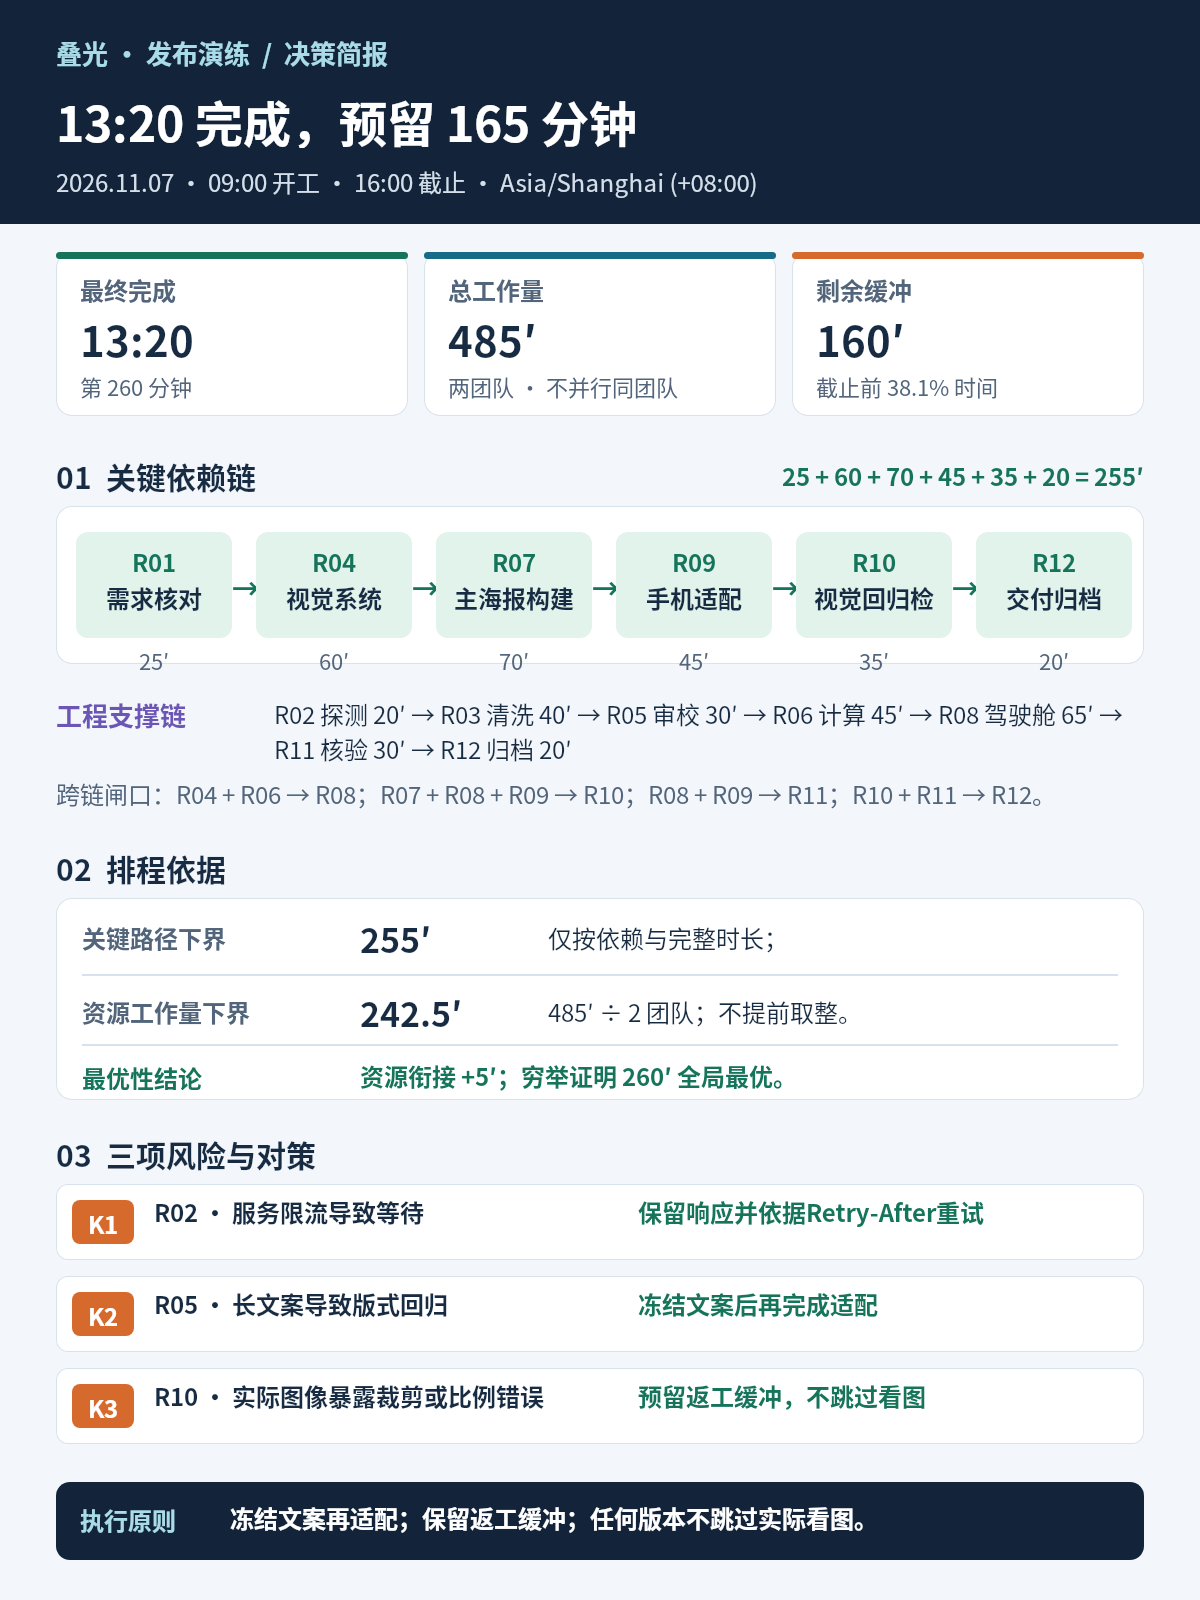 叠光 · 发布演练 / 决策简报
13:20 完成，预留 165 分钟
2026.11.07 · 09:00 开工 · 16:00 截止 · Asia/Shanghai (+08:00)
最终完成
13:20
第 260 分钟
总工作量
485′
两团队 · 不并行同团队
剩余缓冲
160′
截止前 38.1% 时间
01 关键依赖链
25 + 60 + 70 + 45 + 35 + 20 = 255′
R01
需求核对
25′
→
R04
视觉系统
60′
→
R07
主海报构建
70′
→
R09
手机适配
45′
→
R10
视觉回归检
35′
→
R12
交付归档
20′
工程支撑链
R02 探测 20′ → R03 清洗 40′ → R05 审校 30′ → R06 计算 45′ → R08 驾驶舱 65′ →
R11 核验 30′ → R12 归档 20′
跨链闸口：R04 + R06 → R08；R07 + R08 + R09 → R10；R08 + R09 → R11；R10 + R11 → R12。
02 排程依据
关键路径下界
255′
仅按依赖与完整时长；
资源工作量下界
242.5′
485′ ÷ 2 团队；不提前取整。
最优性结论
资源衔接 +5′；穷举证明 260′ 全局最优。
03 三项风险与对策
K1
R02 · 服务限流导致等待
保留响应并依据Retry-After重试
K2
R05 · 长文案导致版式回归
冻结文案后再完成适配
K3
R10 · 实际图像暴露裁剪或比例错误
预留返工缓冲，不跳过看图
执行原则
冻结文案再适配；保留返工缓冲；任何版本不跳过实际看图。